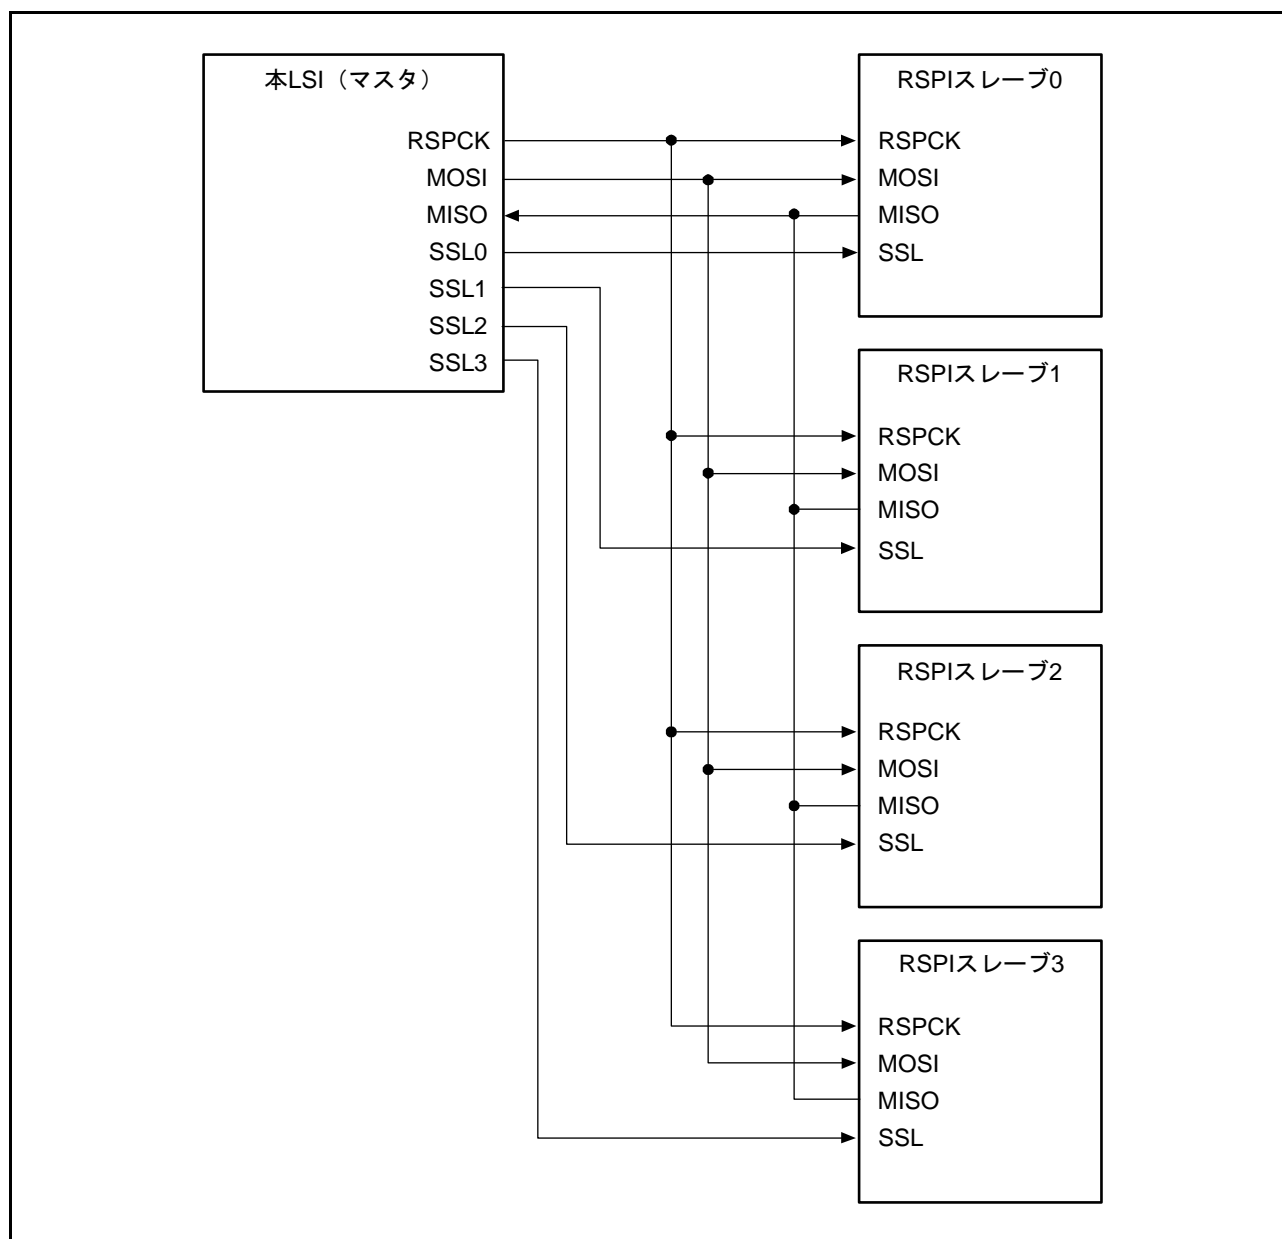 本LSI（マスタ）
RSPCK
MOSI
MISO
SSL0
SSL1
SSL2
SSL3
RSPIスレーブ0
RSPCK
MOSI
MISO
SSL
RSPIスレーブ1
RSPCK
MOSI
MISO
SSL
RSPIスレーブ2
RSPCK
MOSI
MISO
SSL
RSPIスレーブ3
RSPCK
MOSI
MISO
SSL